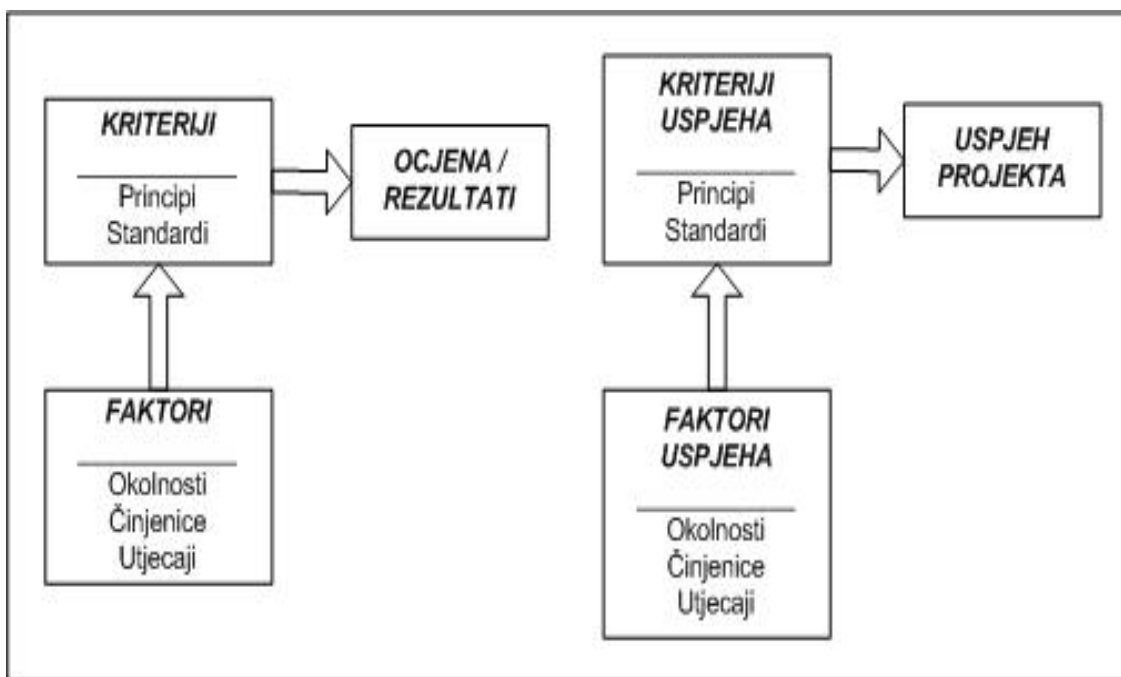 KRITERIJI
Principi
Standardi
OCJENA /
REZULTATI
FAKTORI
Okolnosti
Činjenice
Utjecaji
KRITERIJI
USPJEHA
Principi
Standardi
USPJEH
PROJEKTA
FAKTORI
USPJEHA
Okolnosti
Činjenice
Utjecaji